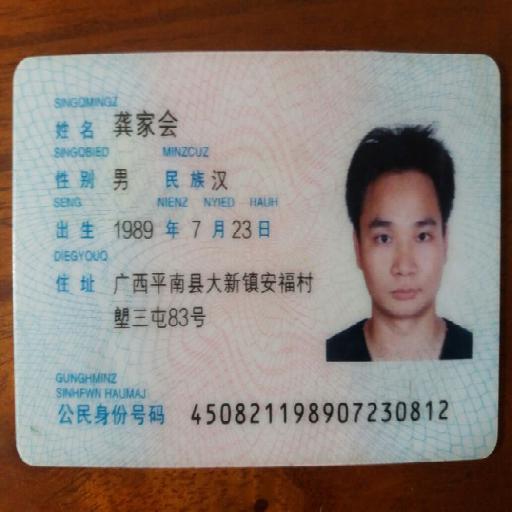 SINGQMINGZ
姓名 龚家会
SINGQBIED MINZCUZ
性别 男 民族 汉
SENG NIENZ NYIED HAUH
出生 1989 年 7 月 23 日
DIEGYOUQ
住址 广西平南县大新镇安福村
塱三屯83号
GUNGHMINZ
SINHFWN HAUMAJ
公民身份号码 450821198907230812